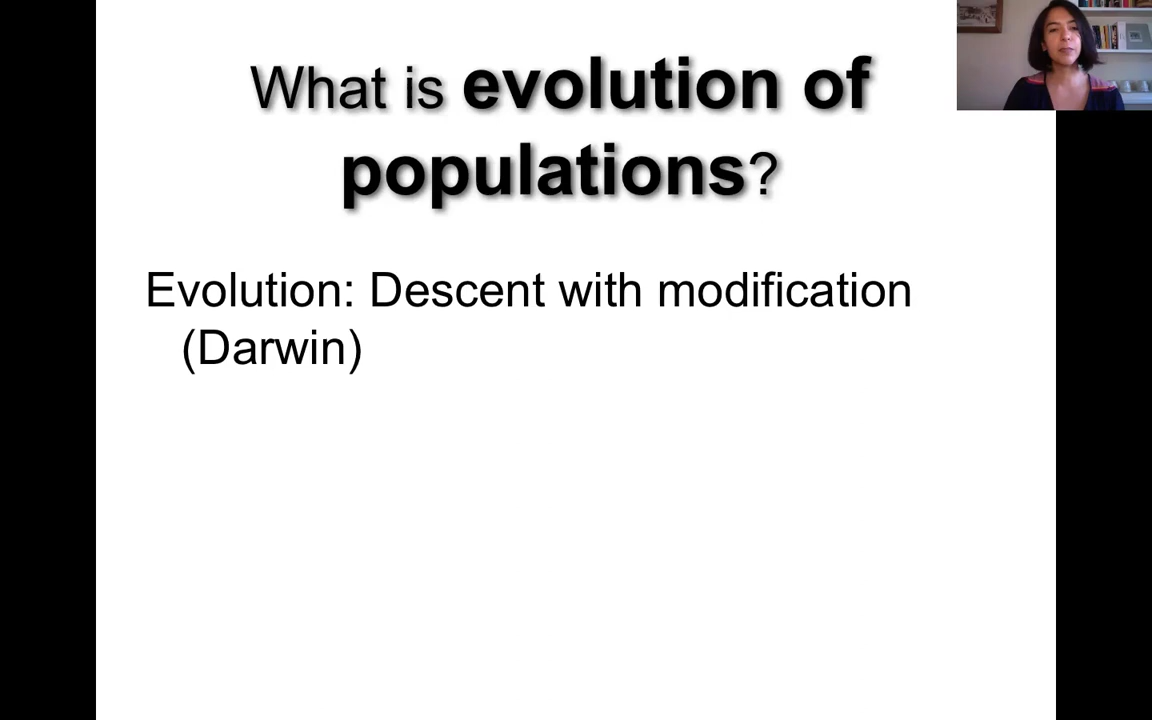 What is evolution of
populations?
Evolution: Descent with modification
(Darwin)